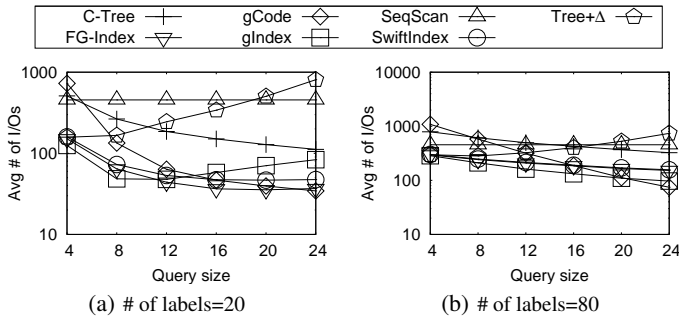 C-Tree gCode SeqScan Tree+Δ
FG-Index gIndex SwiftIndex
1000
100
10
Avg # of I/Os
4 8 12 16 20 24
Query size
(a) # of labels=20
10000
1000
100
10
Avg # of I/Os
4 8 12 16 20 24
Query size
(b) # of labels=80